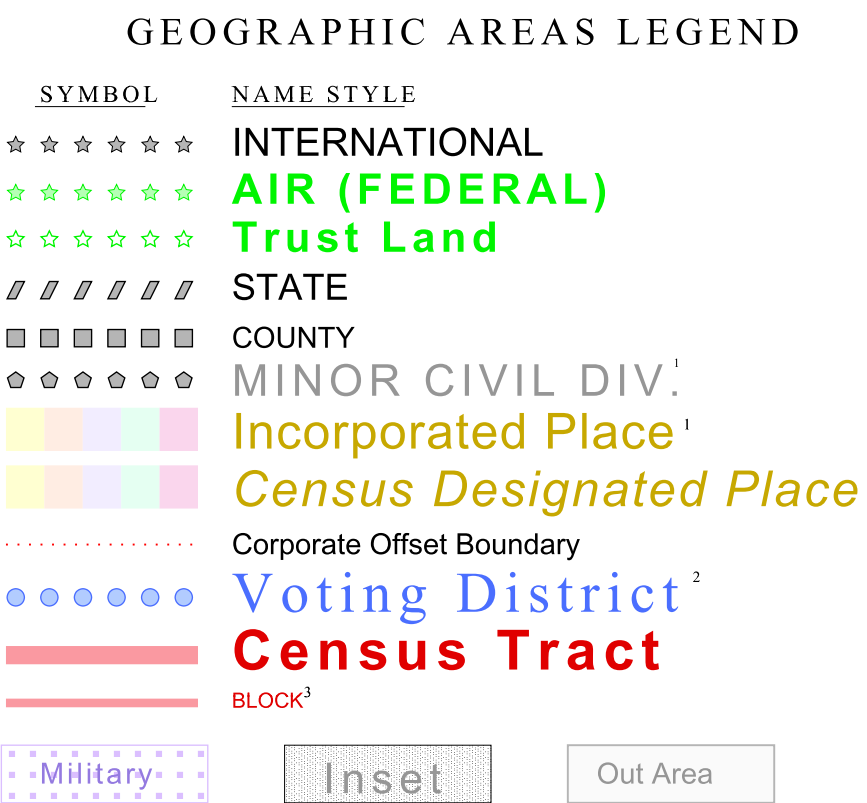 GEOGRAPHIC AREAS LEGEND
SYMBOL NAME STYLE
INTERNATIONAL
AIR (FEDERAL)
Trust Land
STATE
COUNTY
MINOR CIVIL DIV.¹
Incorporated Place ¹
Census Designated Place
Corporate Offset Boundary
Voting District ²
Census Tract
BLOCK³
Military Inset Out Area